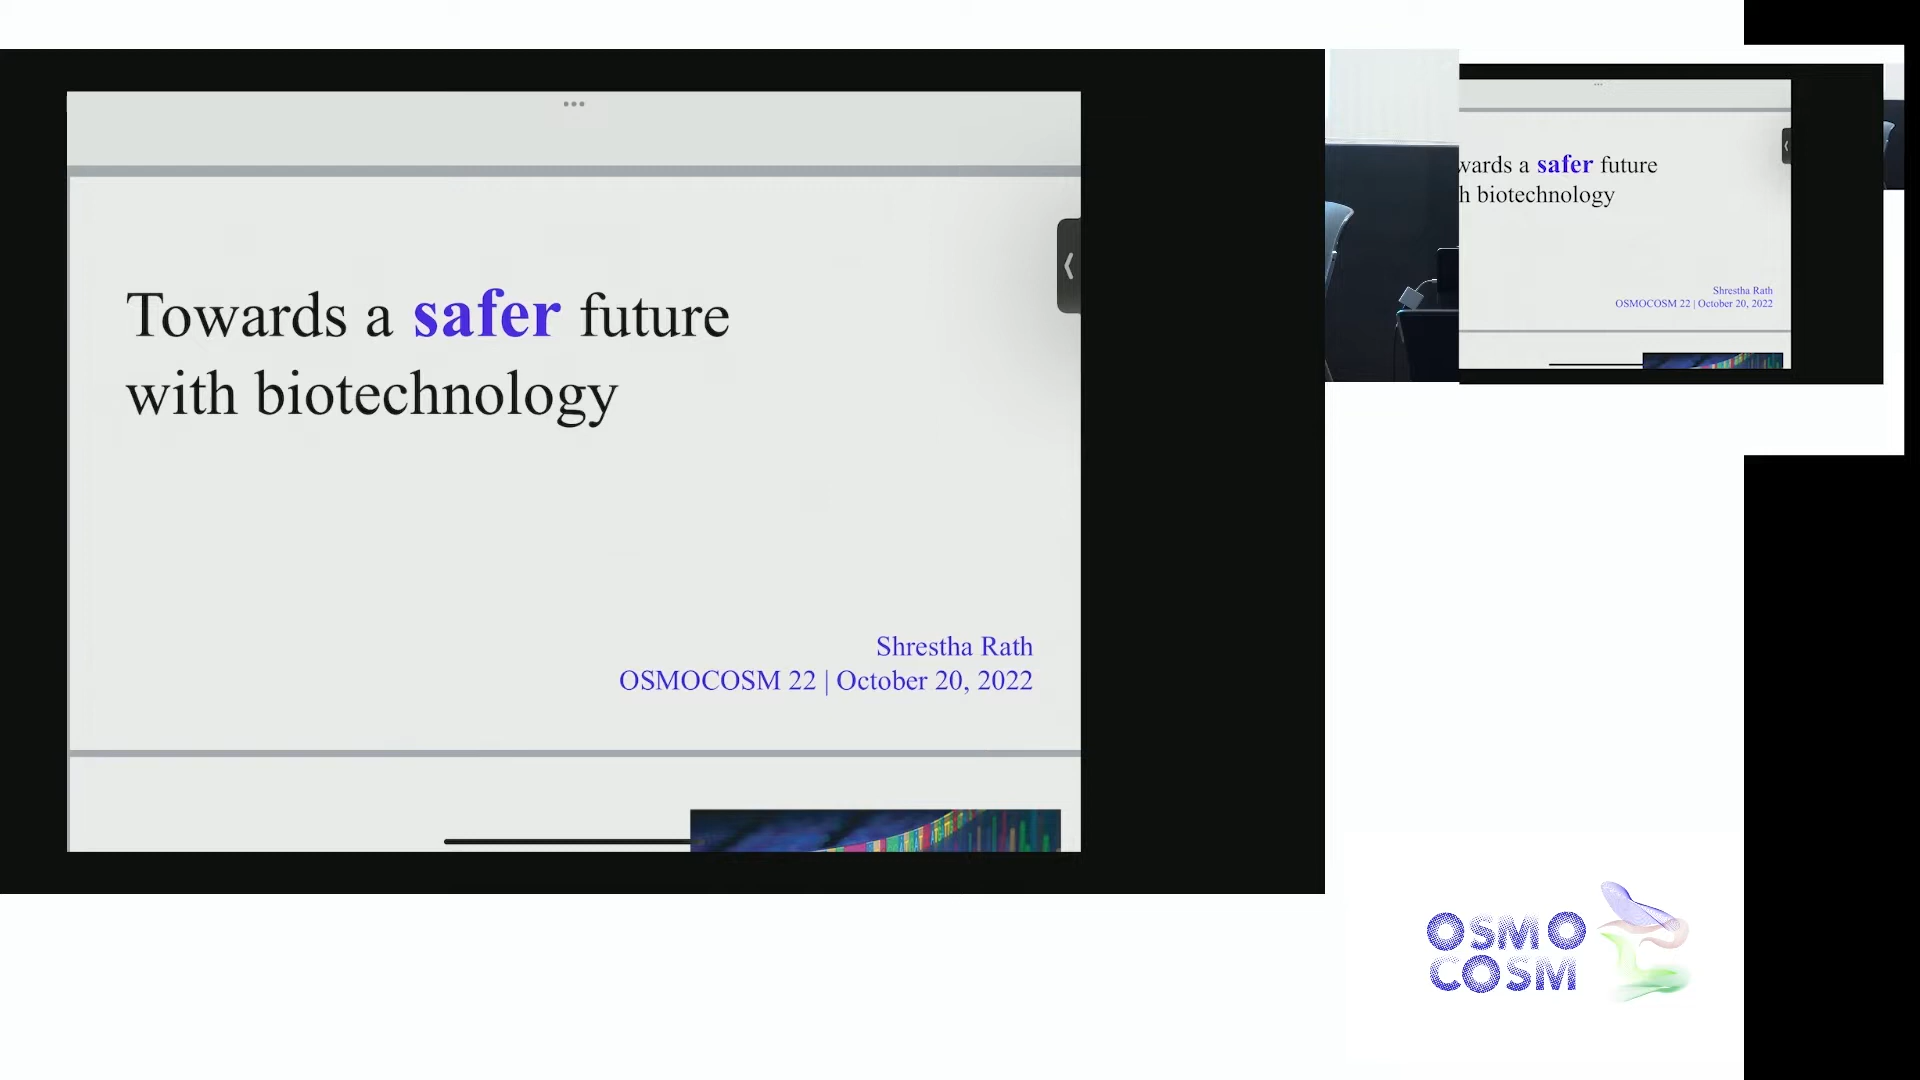 Towards a safer future
with biotechnology
Shrestha Rath
OSMOCOSM 22 | October 20, 2022
wards a safer future
h biotechnology
Shrestha Rath
OSMOCOSM 22 | October 20, 2022
OSMO
COSM